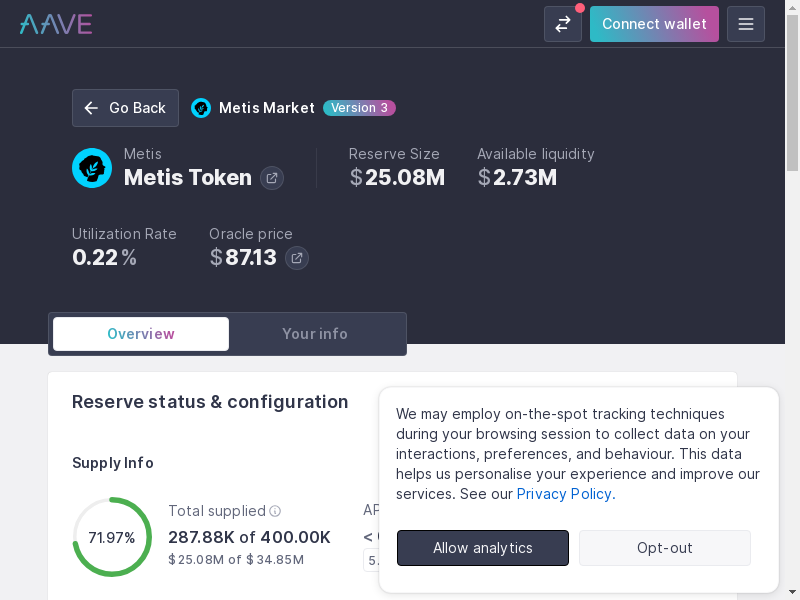 AAVE
Connect wallet
Go Back
Metis Market
Version 3
Metis
Metis Token
Reserve Size
$25.08M
Available liquidity
$2.73M
Utilization Rate
0.22%
Oracle price
$87.13
Overview
Your info
Reserve status & configuration
Supply Info
71.97%
Total supplied
287.88K of 400.00K
$25.08M of $34.85M
We may employ on-the-spot tracking techniques
during your browsing session to collect data on your
interactions, preferences, and behaviour. This data
helps us personalise your experience and improve our
services. See our Privacy Policy.
Allow analytics
Opt-out